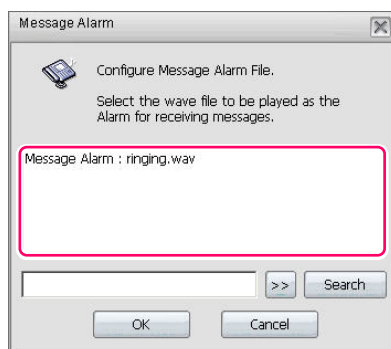 Message Alarm
Configure Message Alarm File.
Select the wave file to be played as the
Alarm for receiving messages.
Message Alarm : ringing.wav
>> Search
OK Cancel